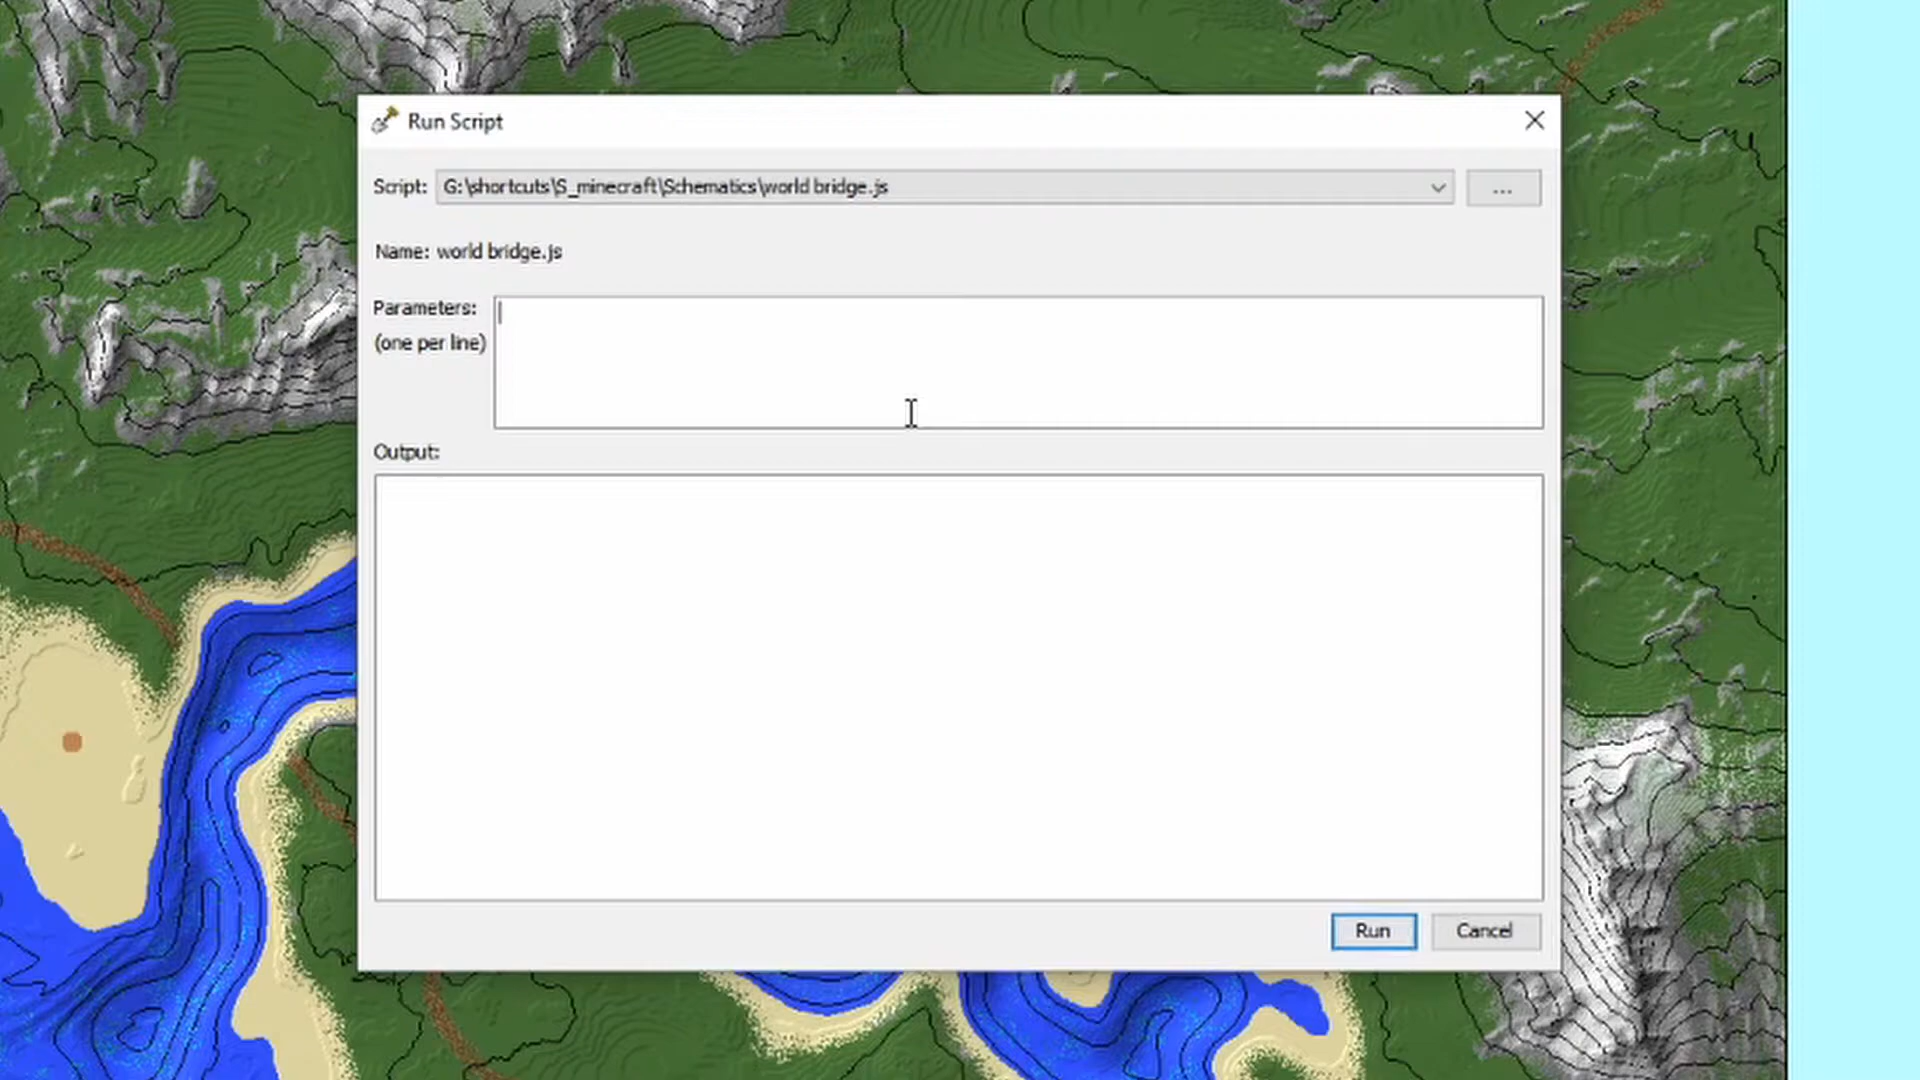 Run Script
Script: G:\shortcuts\S_minecraft\Schematics\world bridge.js
...
Name: world bridge.js
Parameters:
(one per line)
Output:
Run Cancel